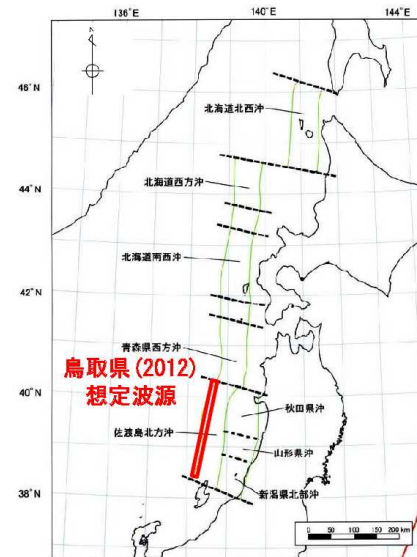 136°E
140°E
144°E
46°N
北海道北西沖
44°N
北海道西方沖
北海道南西沖
42°N
青森県西方沖
鳥取県(2012)
想定波源
40°N
秋田県沖
佐渡島北方沖
山形県沖
38°N
新潟県北部沖
0 50 100 150 200 km